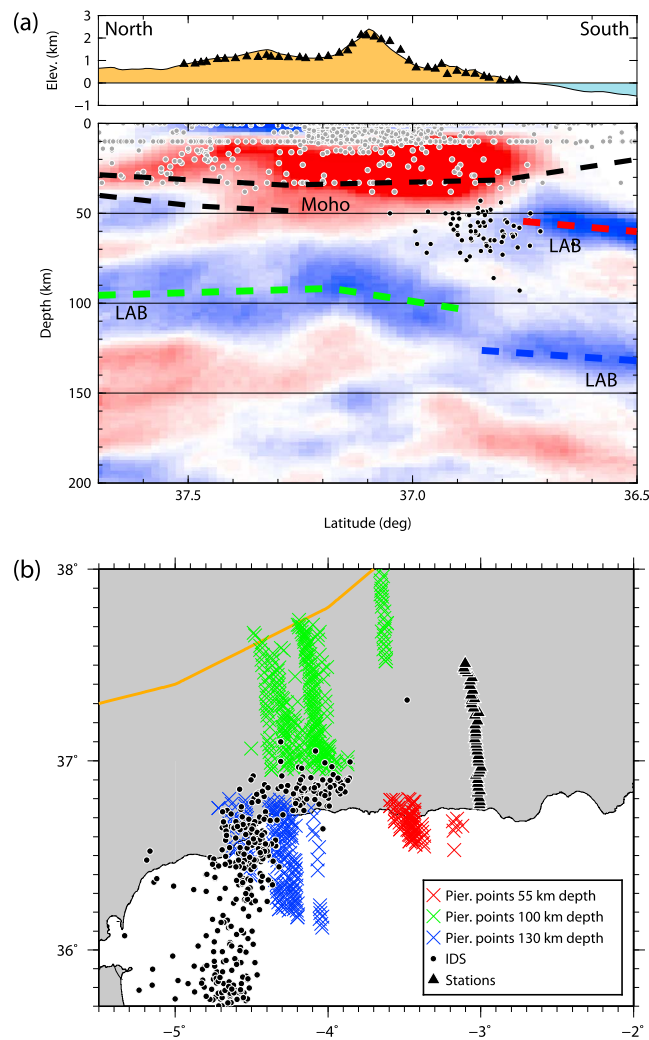 (a)
North
South
Elev. (km)
3
2
1
0
−1
0
50
100
150
200
Depth (km)
Moho
LAB
LAB
LAB
37.5
37.0
36.5
Latitude (deg)
(b)
38°
37°
36°
Pier. points 55 km depth
Pier. points 100 km depth
Pier. points 130 km depth
IDS
Stations
−5°
−4°
−3°
−2°